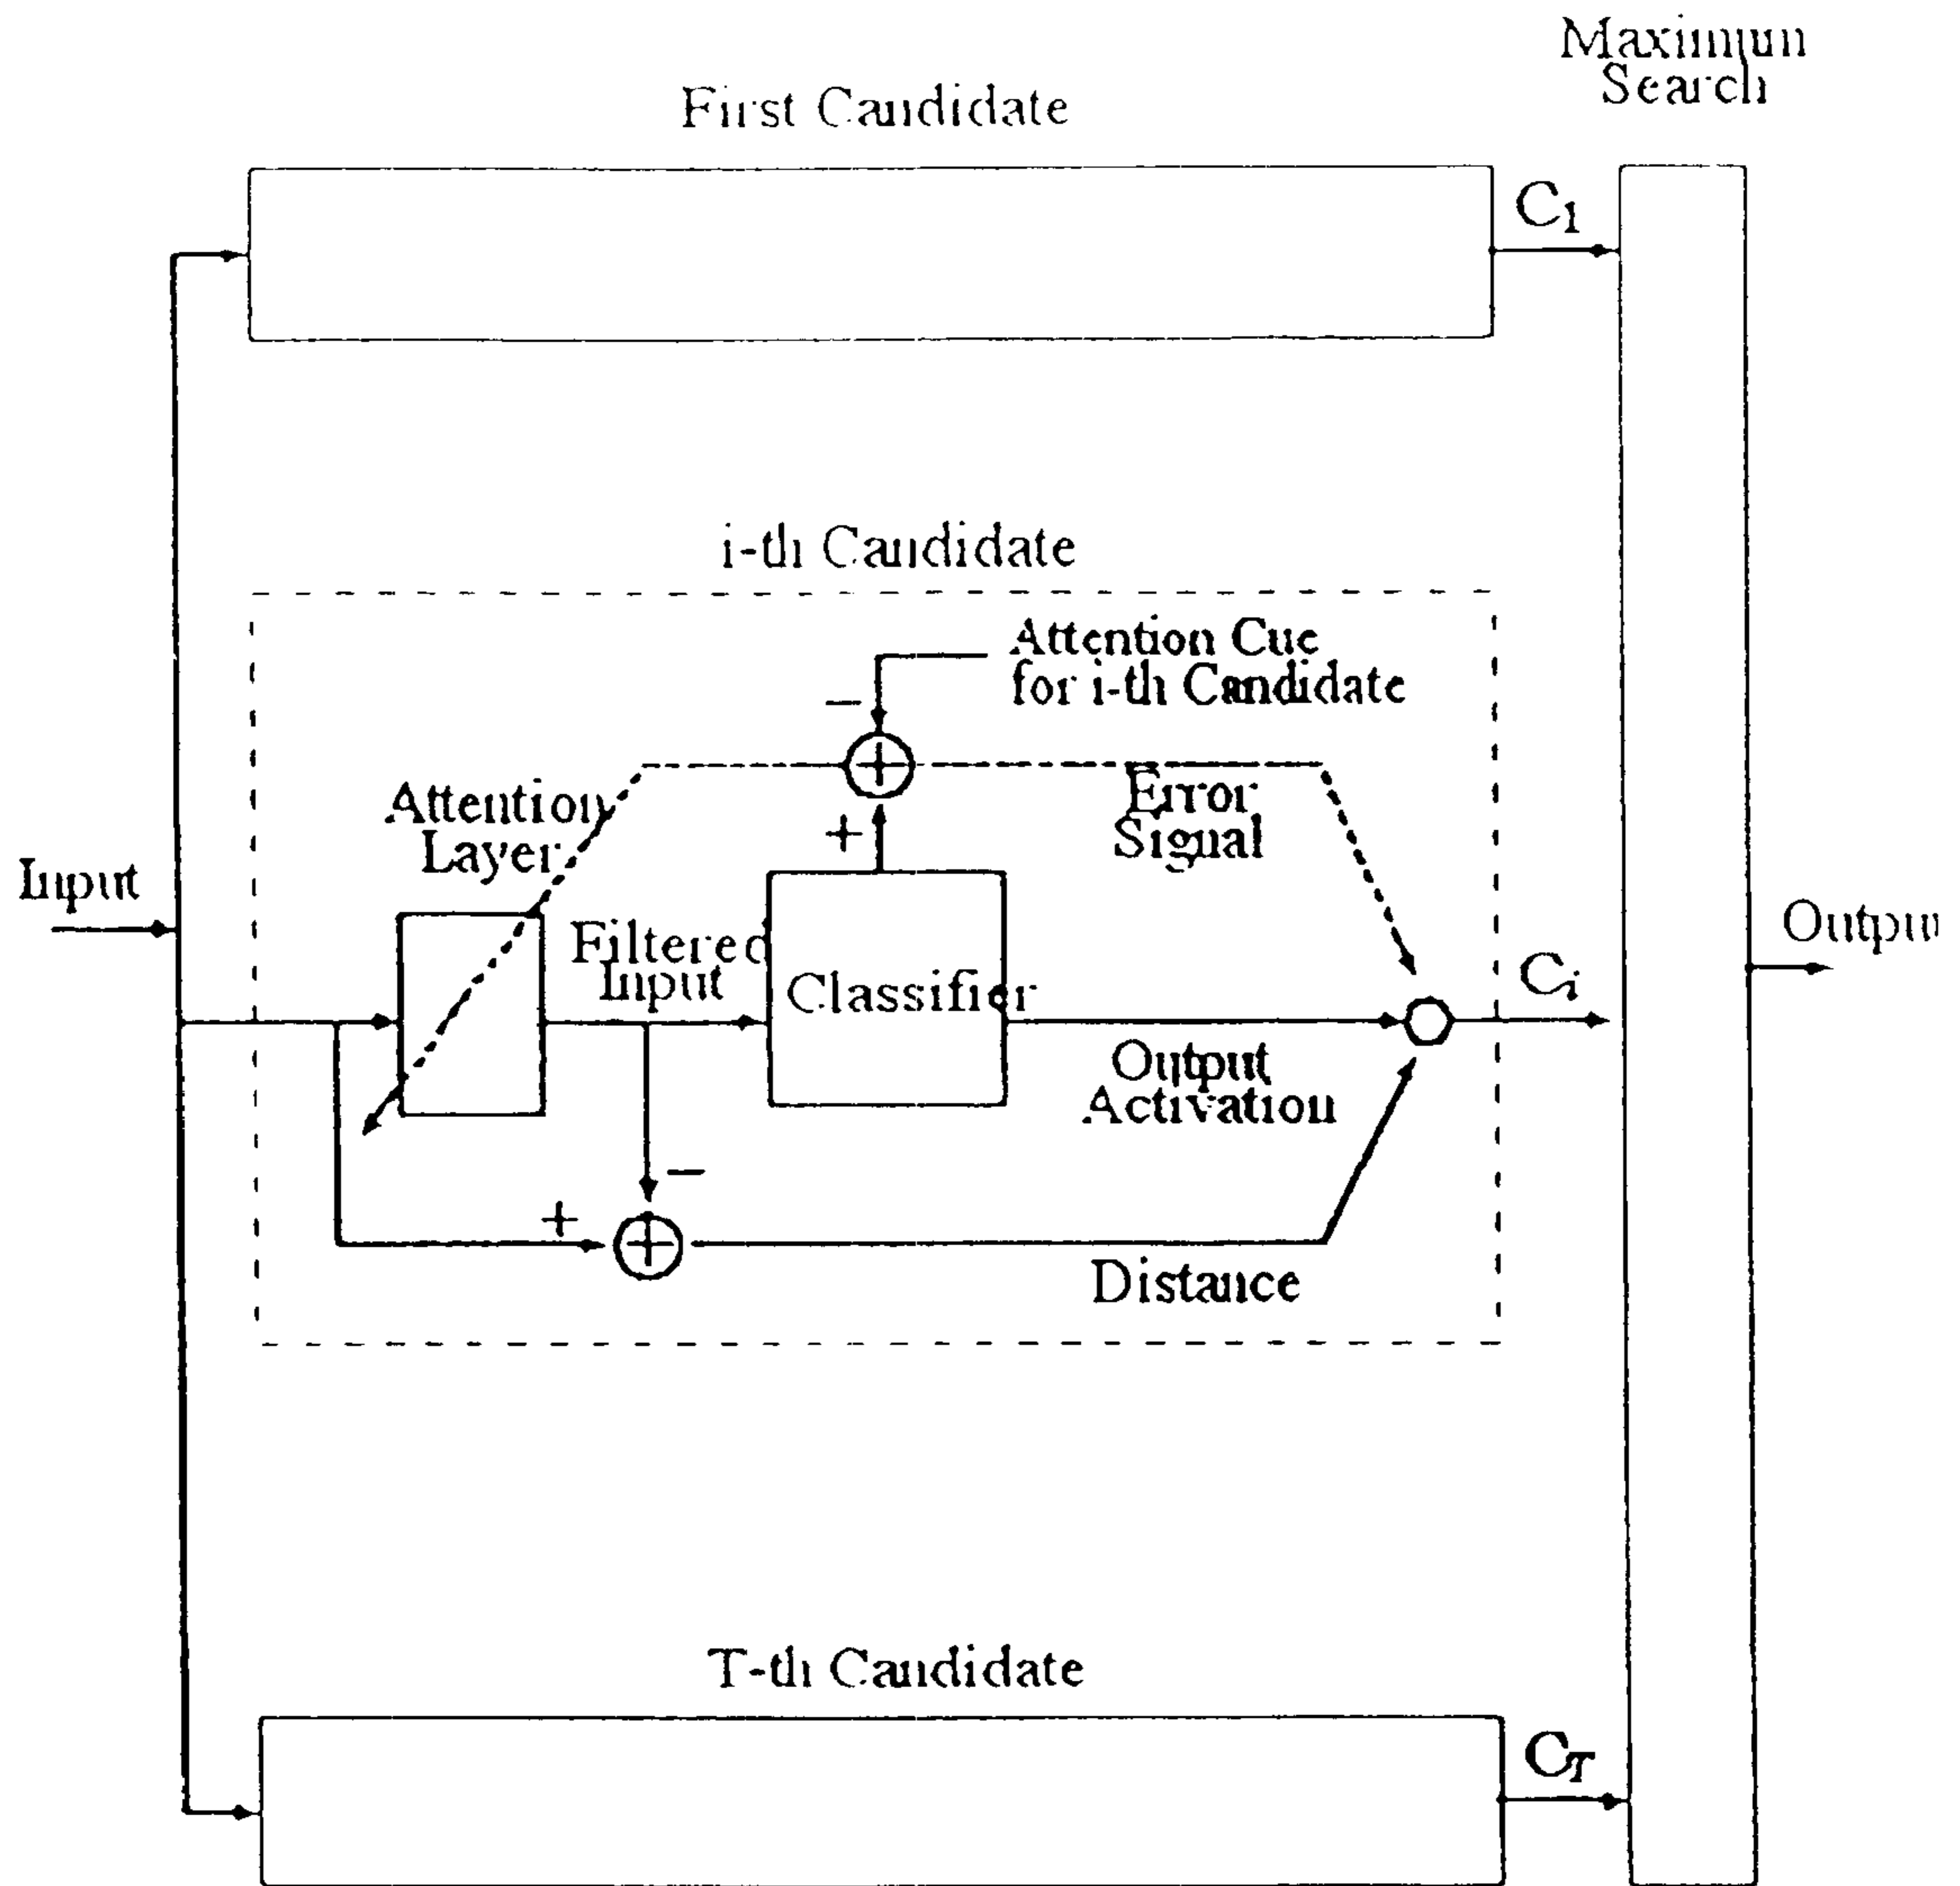 Maximum
Search
First Candidate
C1
i-th Candidate
Attention Cue
for i-th Candidate
−
Attention
Layer
Error
Signal
+
Input
Filtered
Input
Classifier
Output
Ci
Output
Activation
−
+
Distance
T-th Candidate
CT